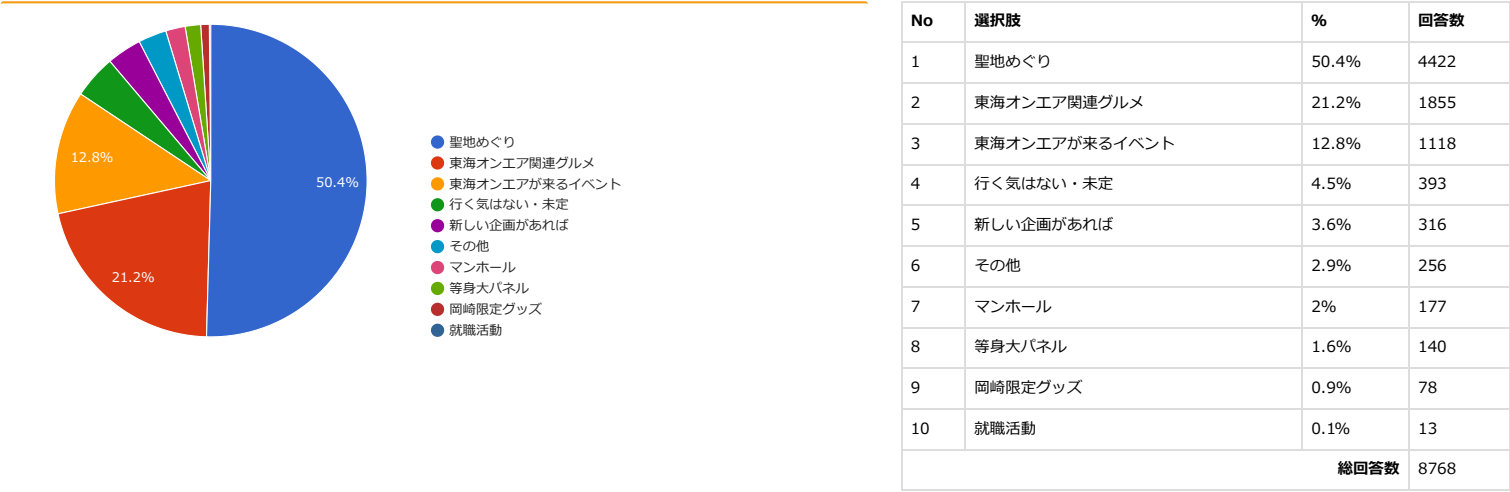 50.4%
21.2%
12.8%
聖地めぐり
東海オンエア関連グルメ
東海オンエアが来るイベント
行く気はない・未定
新しい企画があれば
その他
マンホール
等身大パネル
岡崎限定グッズ
就職活動
No 選択肢 % 回答数
1 聖地めぐり 50.4% 4422
2 東海オンエア関連グルメ 21.2% 1855
3 東海オンエアが来るイベント 12.8% 1118
4 行く気はない・未定 4.5% 393
5 新しい企画があれば 3.6% 316
6 その他 2.9% 256
7 マンホール 2% 177
8 等身大パネル 1.6% 140
9 岡崎限定グッズ 0.9% 78
10 就職活動 0.1% 13
総回答数 8768